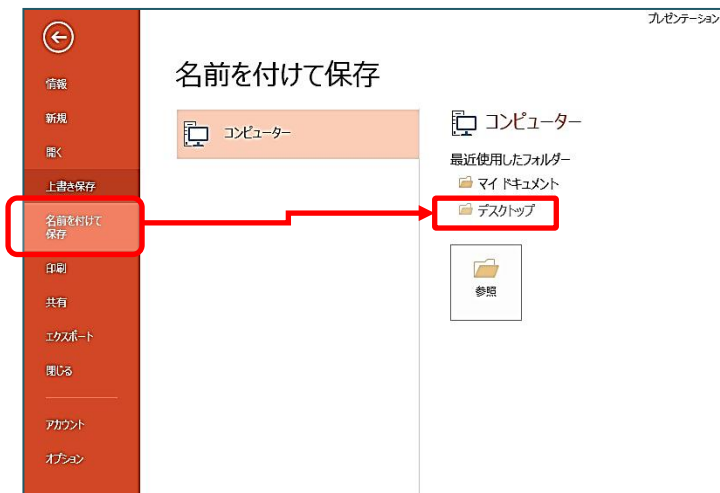 プレゼンテーション
情報
新規
開く
上書き保存
名前を付けて
保存
印刷
共有
エクスポート
閉じる
アカウント
オプション
名前を付けて保存
コンピューター
コンピューター
最近使用したフォルダー
マイ ドキュメント
デスクトップ
参照